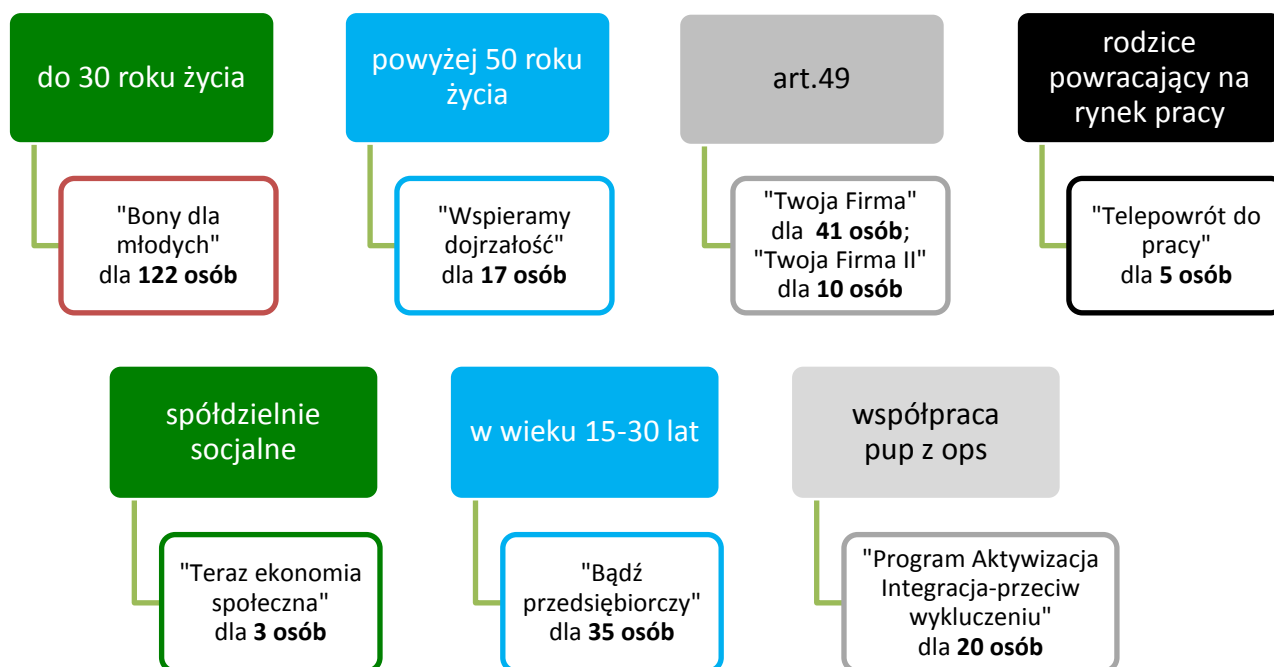 do 30 roku życia
"Bony dla
młodych"
dla 122 osób
powyżej 50 roku
życia
"Wspieramy
dojrzałość"
dla 17 osób
art.49
"Twoja Firma"
dla 41 osób;
"Twoja Firma II"
dla 10 osób
rodzice
powracający na
rynek pracy
"Telepowrót do
pracy"
dla 5 osób
spółdzielnie
socjalne
"Teraz ekonomia
społeczna"
dla 3 osób
w wieku 15-30 lat
"Bądź
przedsiębiorczy"
dla 35 osób
współpraca
pup z ops
"Program Aktywizacja
Integracja-przeciw
wykluczeniu"
dla 20 osób